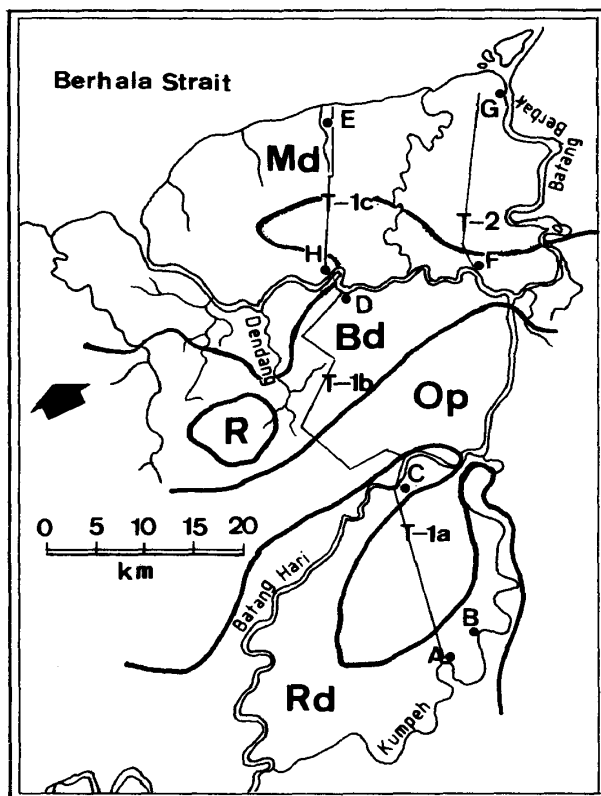 Berhala Strait
G
E
Batang Berbak
Md
T-1c
T-2
H
F
D
Dendang
Bd
T-1b
Op
R
C
0 5 10 15 20
km
T-1a
Batang Hari
B
A
Rd
Kumpeh